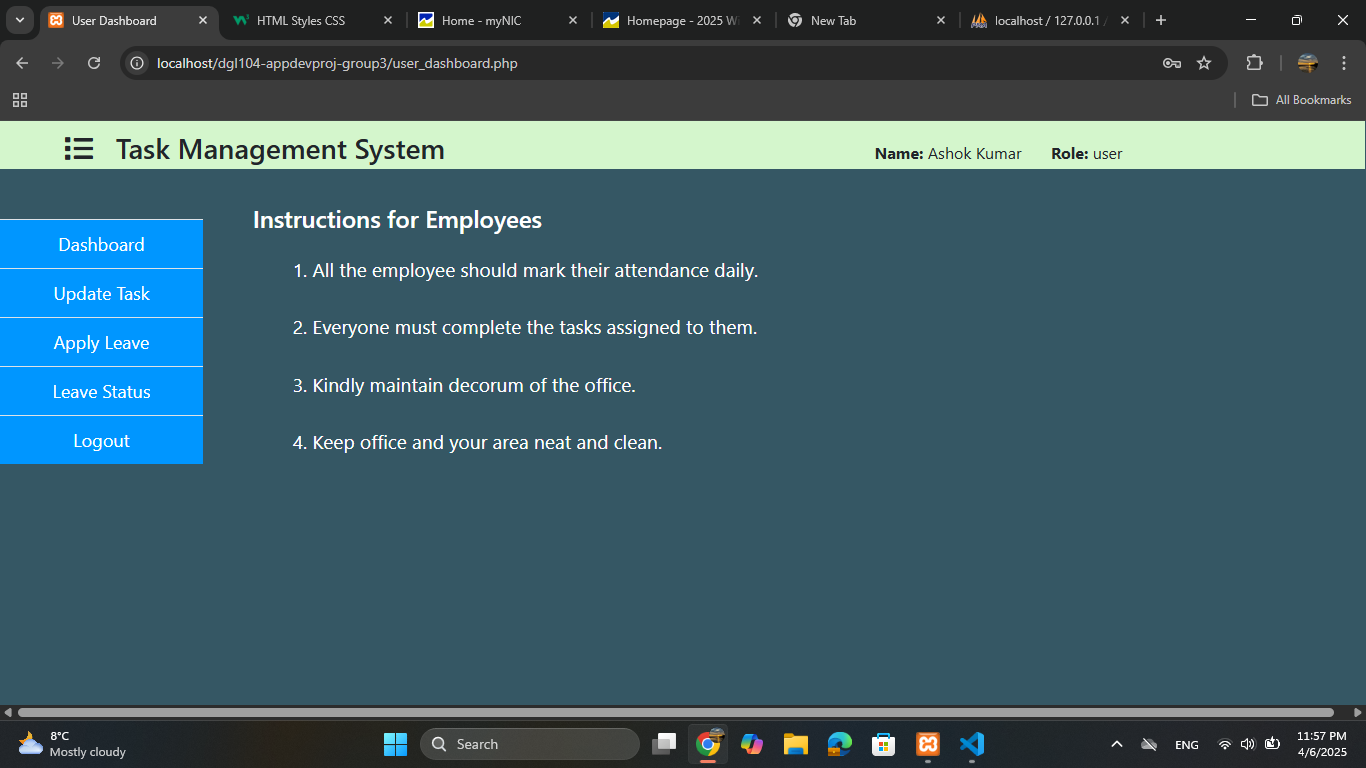 User Dashboard
HTML Styles CSS
Home - myNIC
Homepage - 2025 W
New Tab
localhost / 127.0.0.1 /
localhost/dgl104-appdevproj-group3/user_dashboard.php
All Bookmarks
Task Management System
Name: Ashok Kumar
Role: user
Dashboard
Update Task
Apply Leave
Leave Status
Logout
Instructions for Employees
1. All the employee should mark their attendance daily.
2. Everyone must complete the tasks assigned to them.
3. Kindly maintain decorum of the office.
4. Keep office and your area neat and clean.
8°C
Mostly cloudy
Search
ENG
11:57 PM
4/6/2025